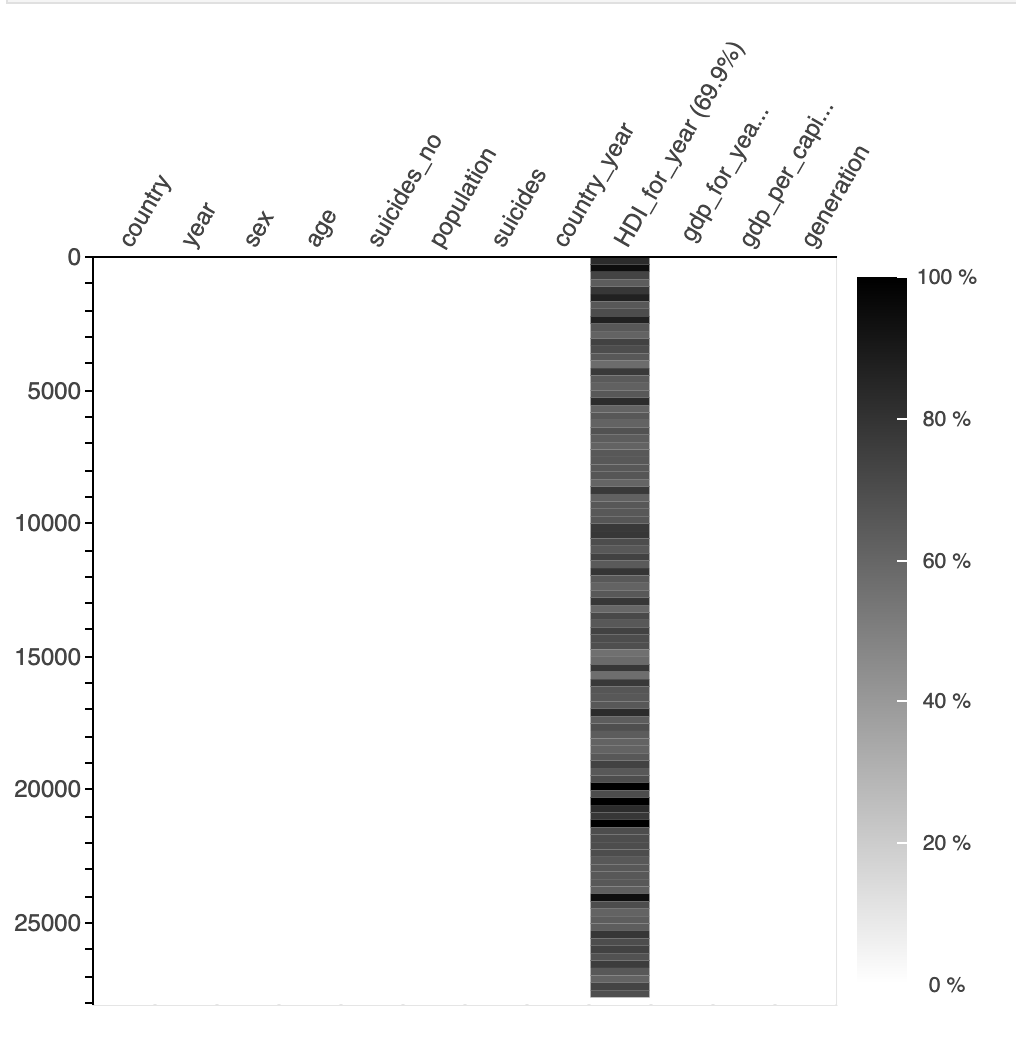 country
year
sex
age
suicides_no
population
suicides
country_year
HDI_for_year (69.9%)
gdp_for_yea...
gdp_per_capi...
generation
0
5000
10000
15000
20000
25000
100 %
80 %
60 %
40 %
20 %
0 %